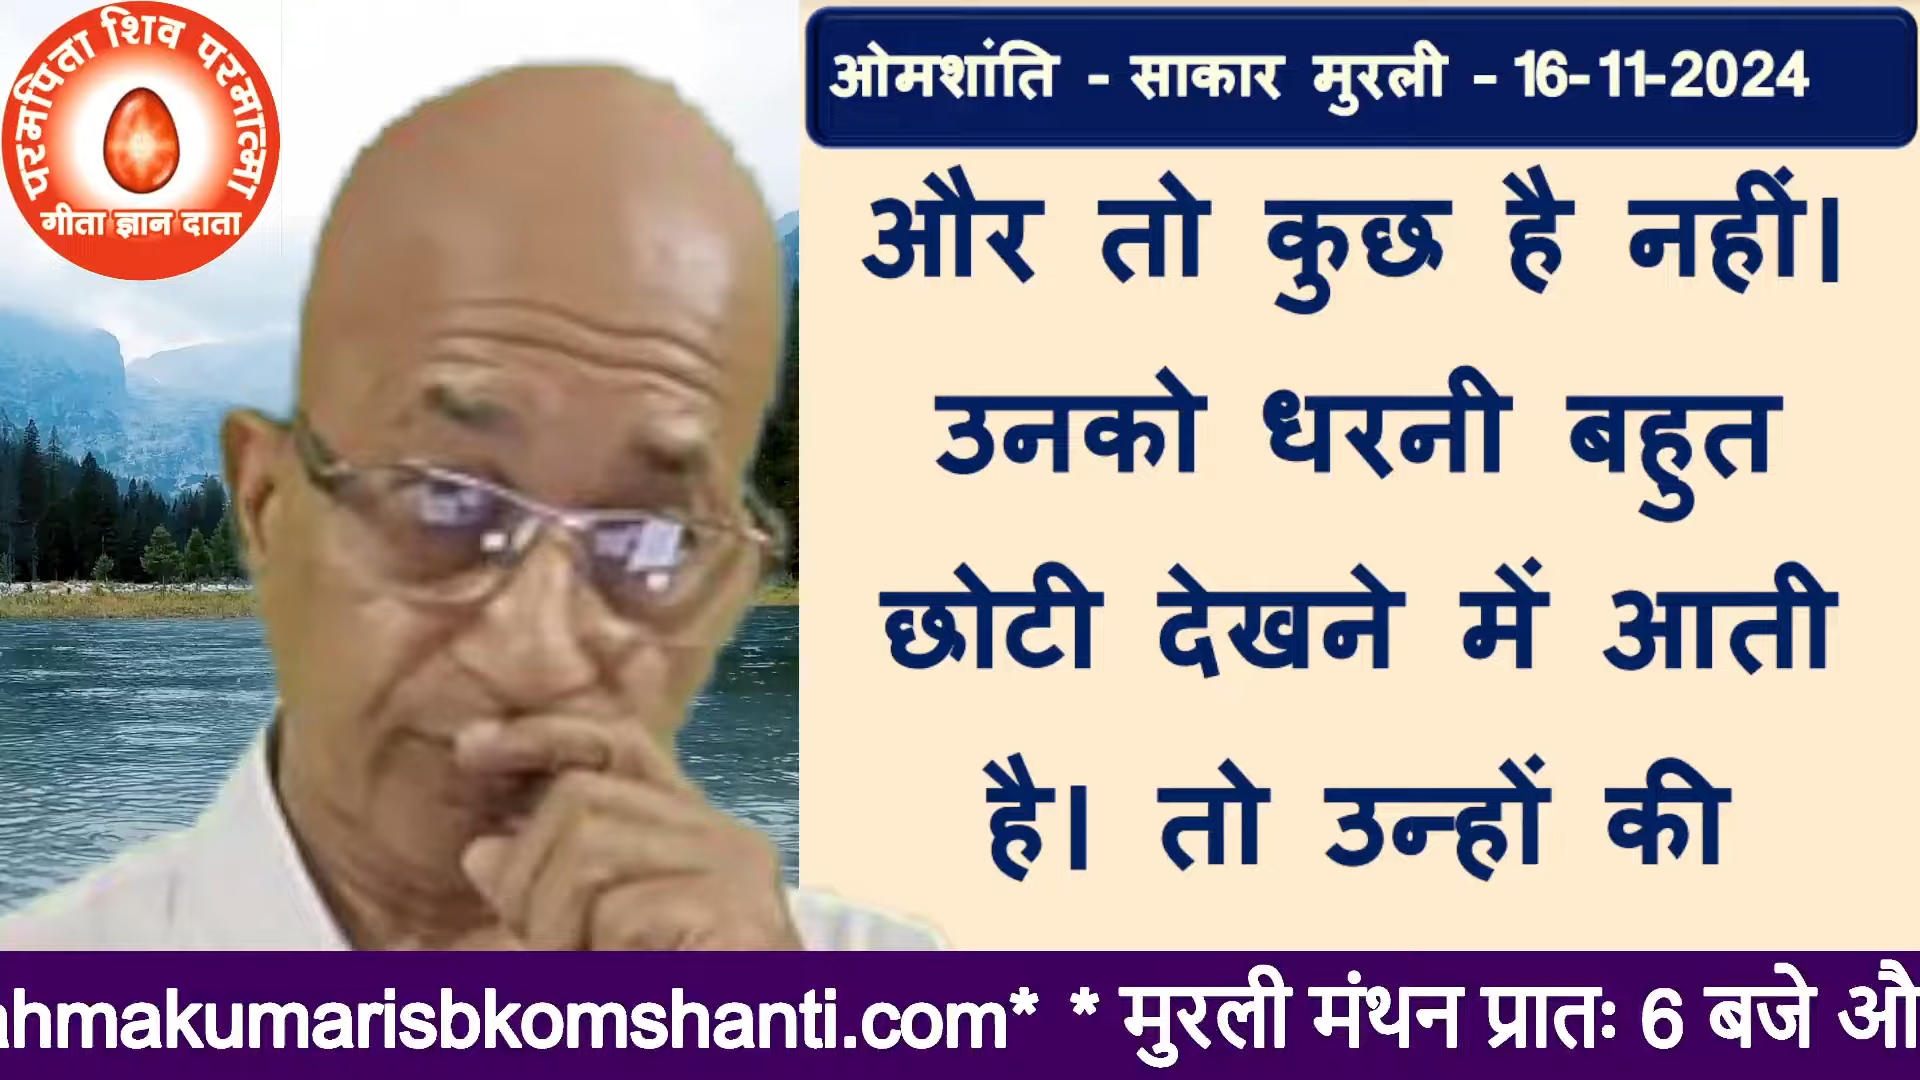 परमपिता शिव परमात्मा
गीता ज्ञान दाता
ओमशांति - साकार मुरली - 16-11-2024
और तो कुछ है नहीं।
उनको धरनी बहुत
छोटी देखने में आती
है। तो उन्हों की
ahmakumarisbkomshanti.com* * मुरली मंथन प्रातः 6 बजे औ